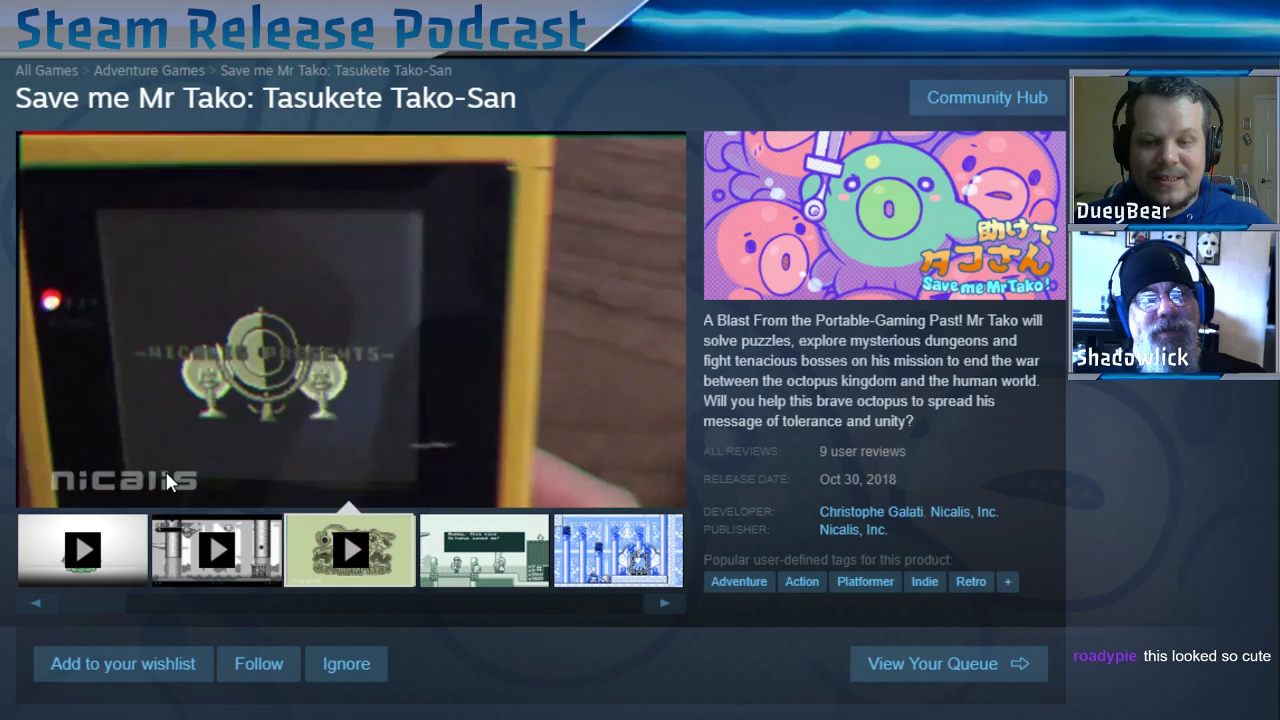 Steam Release Podcast
All Games > Adventure Games > Save me Mr Tako: Tasukete Tako-San
Save me Mr Tako: Tasukete Tako-San
Community Hub
-NICALIS PRESENTS-
nicalis
助けて
タコさん
Save me Mr Tako!
A Blast From the Portable-Gaming Past! Mr Tako will
solve puzzles, explore mysterious dungeons and
fight tenacious bosses on his mission to end the war
between the octopus kingdom and the human world.
Will you help this brave octopus to spread his
message of tolerance and unity?
ALL REVIEWS: 9 user reviews
RELEASE DATE: Oct 30, 2018
DEVELOPER: Christophe Galati, Nicalis, Inc.
PUBLISHER: Nicalis, Inc.
Popular user-defined tags for this product:
Adventure Action Platformer Indie Retro +
DueyBear
Shadowlick
Add to your wishlist Follow Ignore
View Your Queue
roadypie this looked so cute